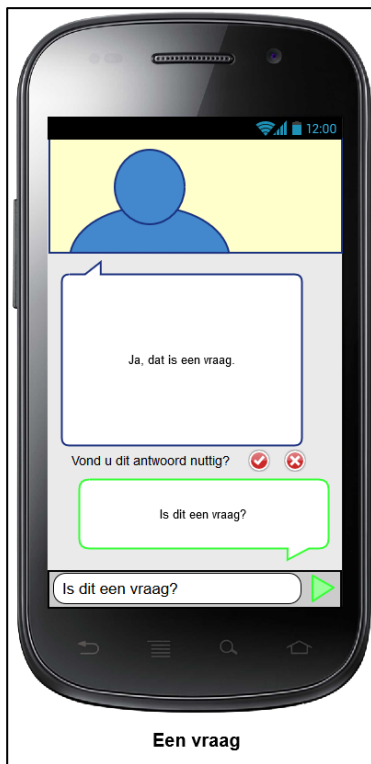 12:00
Ja, dat is een vraag.
Vond u dit antwoord nuttig?
Is dit een vraag?
Is dit een vraag?
Een vraag